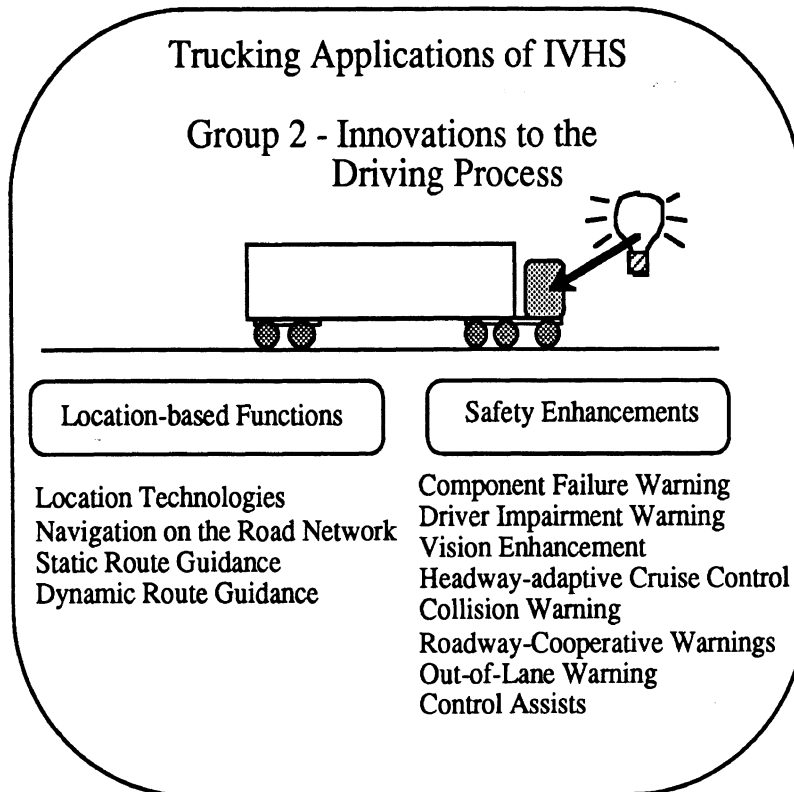 Trucking Applications of IVHS
Group 2 - Innovations to the
Driving Process
Location-based Functions
Location Technologies
Navigation on the Road Network
Static Route Guidance
Dynamic Route Guidance
Safety Enhancements
Component Failure Warning
Driver Impairment Warning
Vision Enhancement
Headway-adaptive Cruise Control
Collision Warning
Roadway-Cooperative Warnings
Out-of-Lane Warning
Control Assists